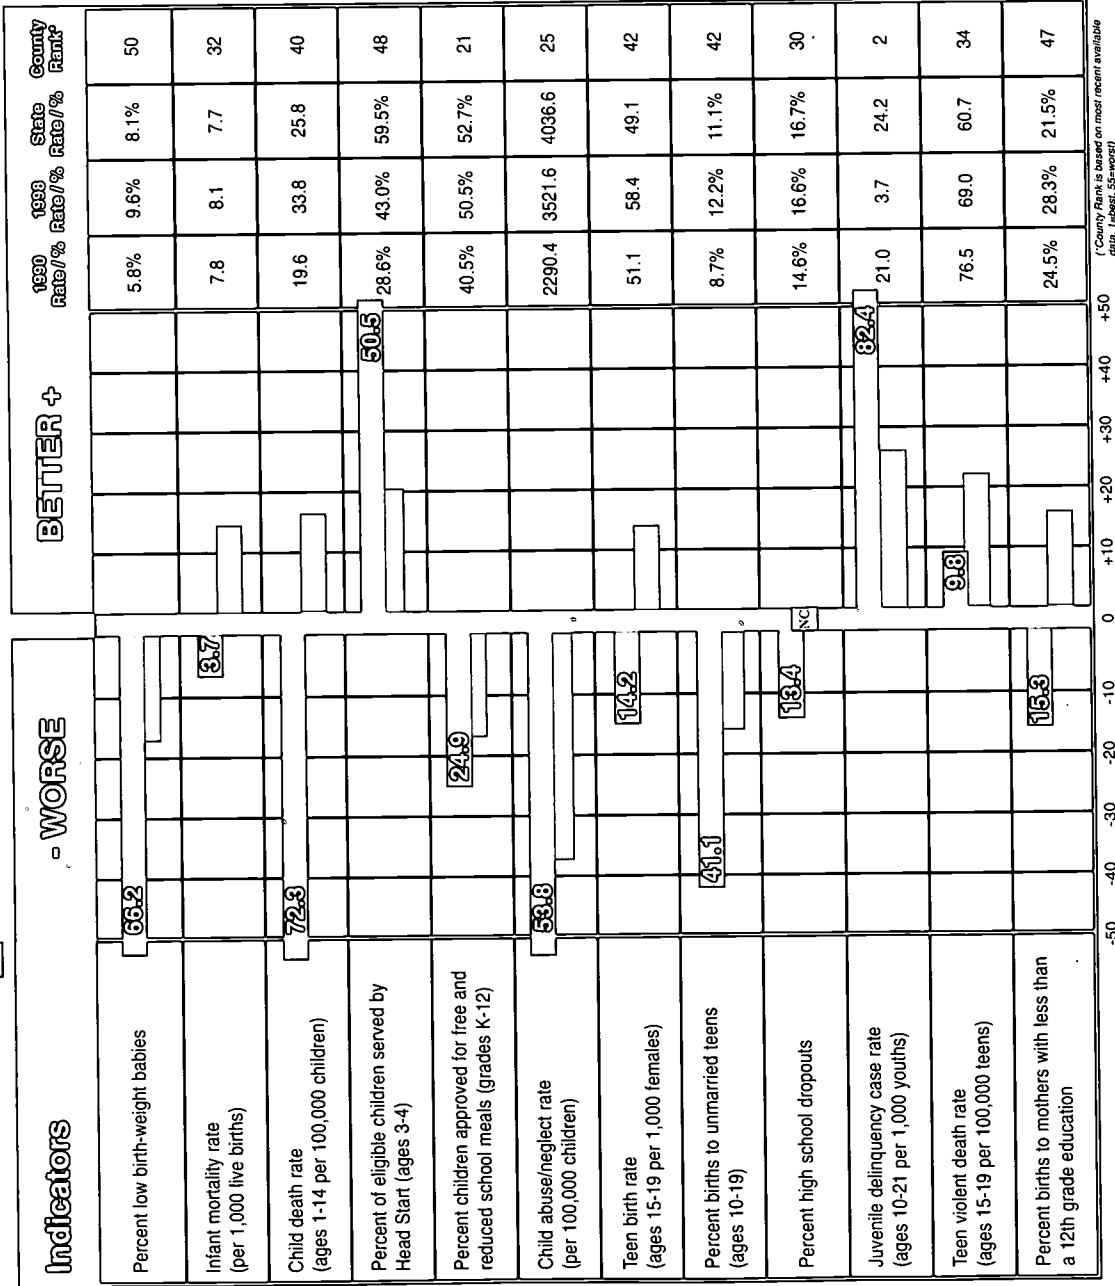 Indicators
- WORSE
BETTER +
1990
Rate / %
1998
Rate / %
State
Rate / %
County
Rank*
Percent low birth-weight babies
66.2
5.8%
9.6%
8.1%
50
Infant mortality rate
(per 1,000 live births)
3.7
7.8
8.1
7.7
32
Child death rate
(ages 1-14 per 100,000 children)
72.3
19.6
33.8
25.8
40
Percent of eligible children served by
Head Start (ages 3-4)
50.5
28.6%
43.0%
59.5%
48
Percent children approved for free and
reduced school meals (grades K-12)
24.9
40.5%
50.5%
52.7%
21
Child abuse/neglect rate
(per 100,000 children)
53.8
2290.4
3521.6
4036.6
25
Teen birth rate
(ages 15-19 per 1,000 females)
14.2
51.1
58.4
49.1
42
Percent births to unmarried teens
(ages 10-19)
41.1
8.7%
12.2%
11.1%
42
Percent high school dropouts
13.4
NC
14.6%
16.6%
16.7%
30
Juvenile delinquency case rate
(ages 10-21 per 1,000 youths)
82.4
21.0
3.7
24.2
2
Teen violent death rate
(ages 15-19 per 100,000 teens)
9.8
76.5
69.0
60.7
34
Percent births to mothers with less than
a 12th grade education
15.3
24.5%
28.3%
21.5%
47
-50 -40 -30 -20 -10 0 +10 +20 +30 +40 +50
(*County Rank is based on most recent available
data. 1=best, 55=worst)